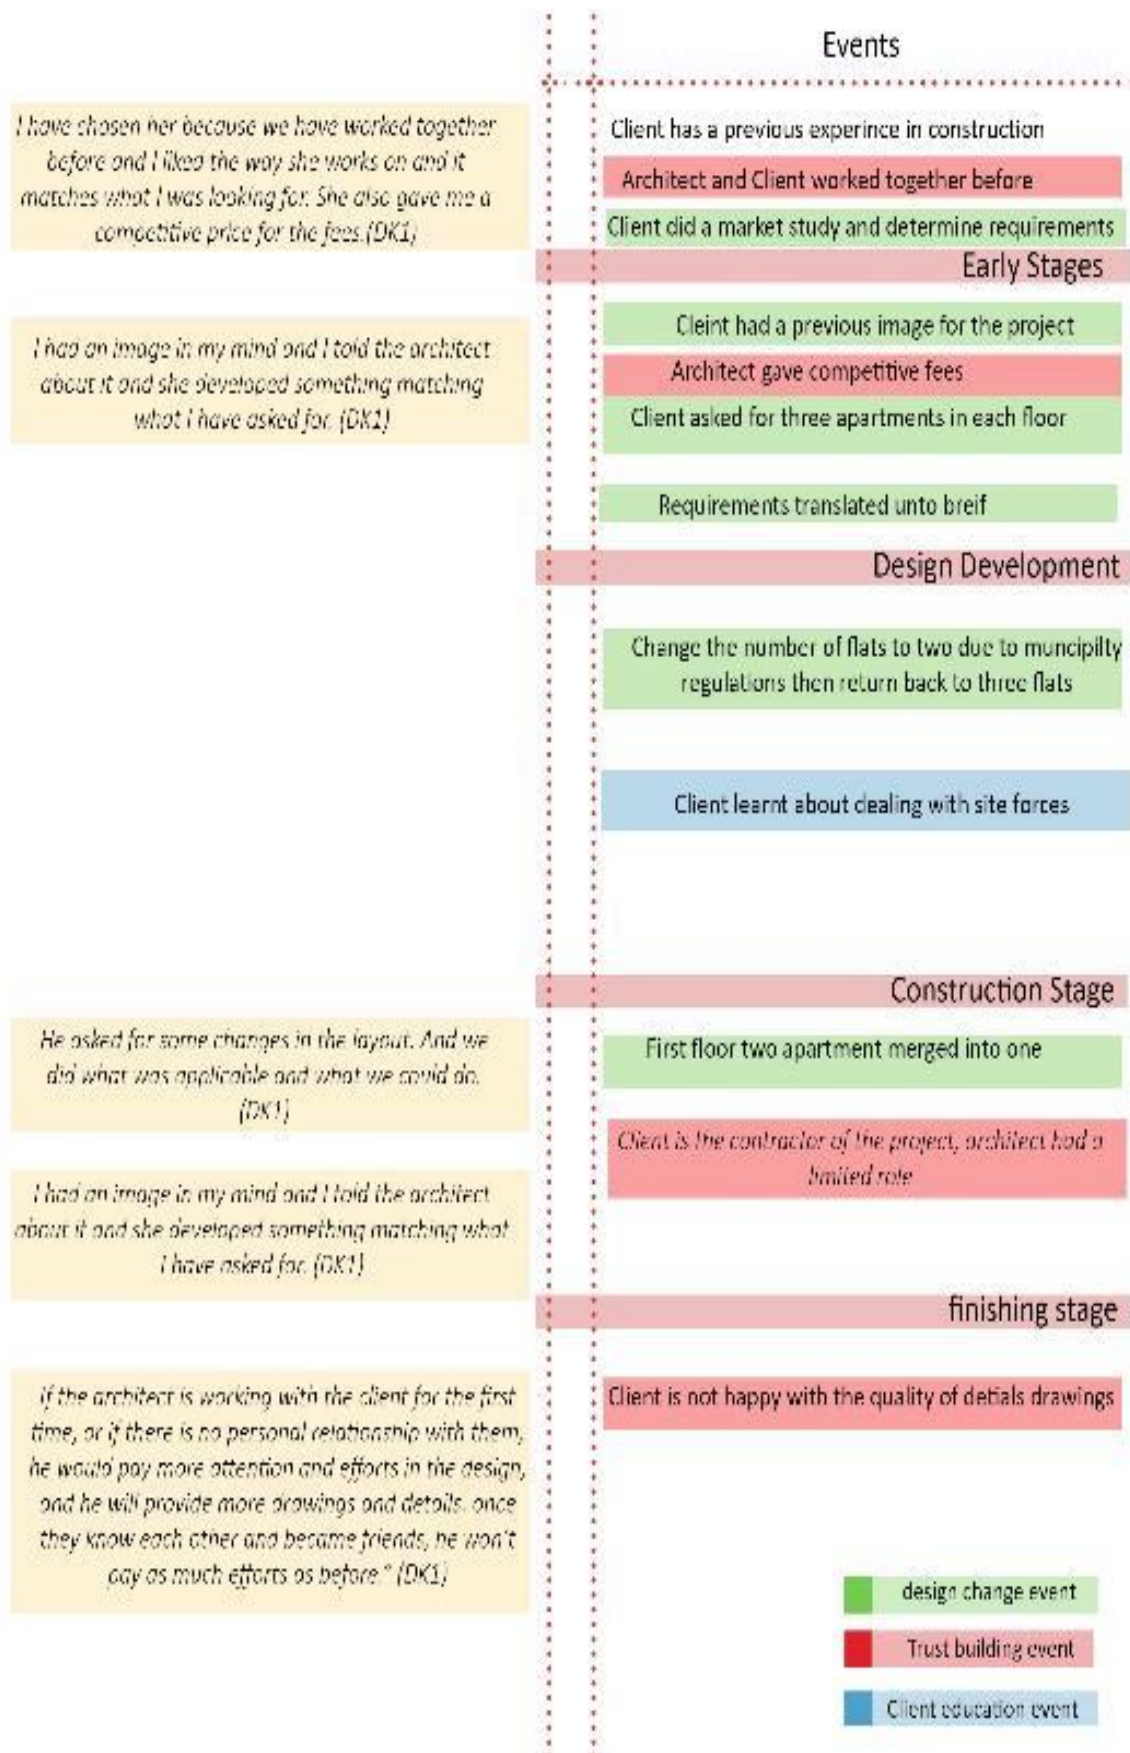 Events
I have chosen her because we have worked together
before and I liked the way she works on and it
matches what I was looking for. She also gave me a
competitive price for the fees.(DK1)
Client has a previous experince in construction
Architect and Client worked together before
Client did a market study and determine requirements
Early Stages
I had an image in my mind and I told the architect
about it and she developed something matching
what I have asked for. (DK1)
Cleint had a previous image for the project
Architect gave competitive fees
Client asked for three apartments in each floor
Requirements translated unto breif
Design Development
Change the number of flats to two due to muncipilty
regulations then return back to three flats
Client learnt about dealing with site forces
Construction Stage
He asked for some changes in the layout. And we
did what was applicable and what we could do.
(DK1)
First floor two apartment merged into one
Client is the contractor of the project, architect had a
limited role
I had an image in my mind and I told the architect
about it and she developed something matching what
I have asked for. (DK1)
finishing stage
If the architect is working with the client for the first
time, or if there is no personal relationship with them,
he would pay more attention and efforts in the design,
and he will provide more drawings and details. once
they know each other and became friends, he won't
pay as much efforts as before." (DK1)
Client is not happy with the quality of detials drawings
design change event
Trust building event
Client education event